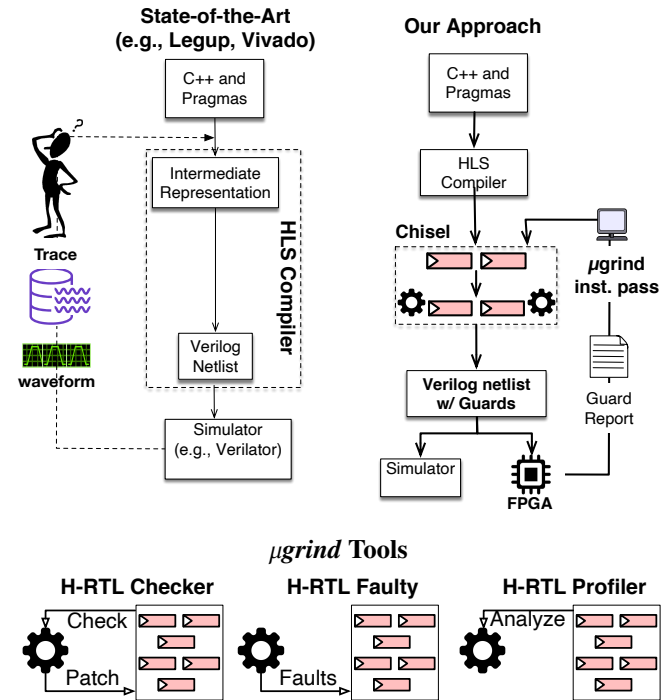 State-of-the-Art
(e.g., Legup, Vivado)
C++ and
Pragmas
?
Intermediate
Representation
HLS Compiler
Trace
waveform
Verilog
Netlist
Simulator
(e.g., Verilator)
Our Approach
C++ and
Pragmas
HLS
Compiler
Chisel
μgrind
inst. pass
Verilog netlist
w/ Guards
Guard
Report
Simulator
FPGA
μgrind Tools
H-RTL Checker
Check
Patch
H-RTL Faulty
Faults
H-RTL Profiler
Analyze